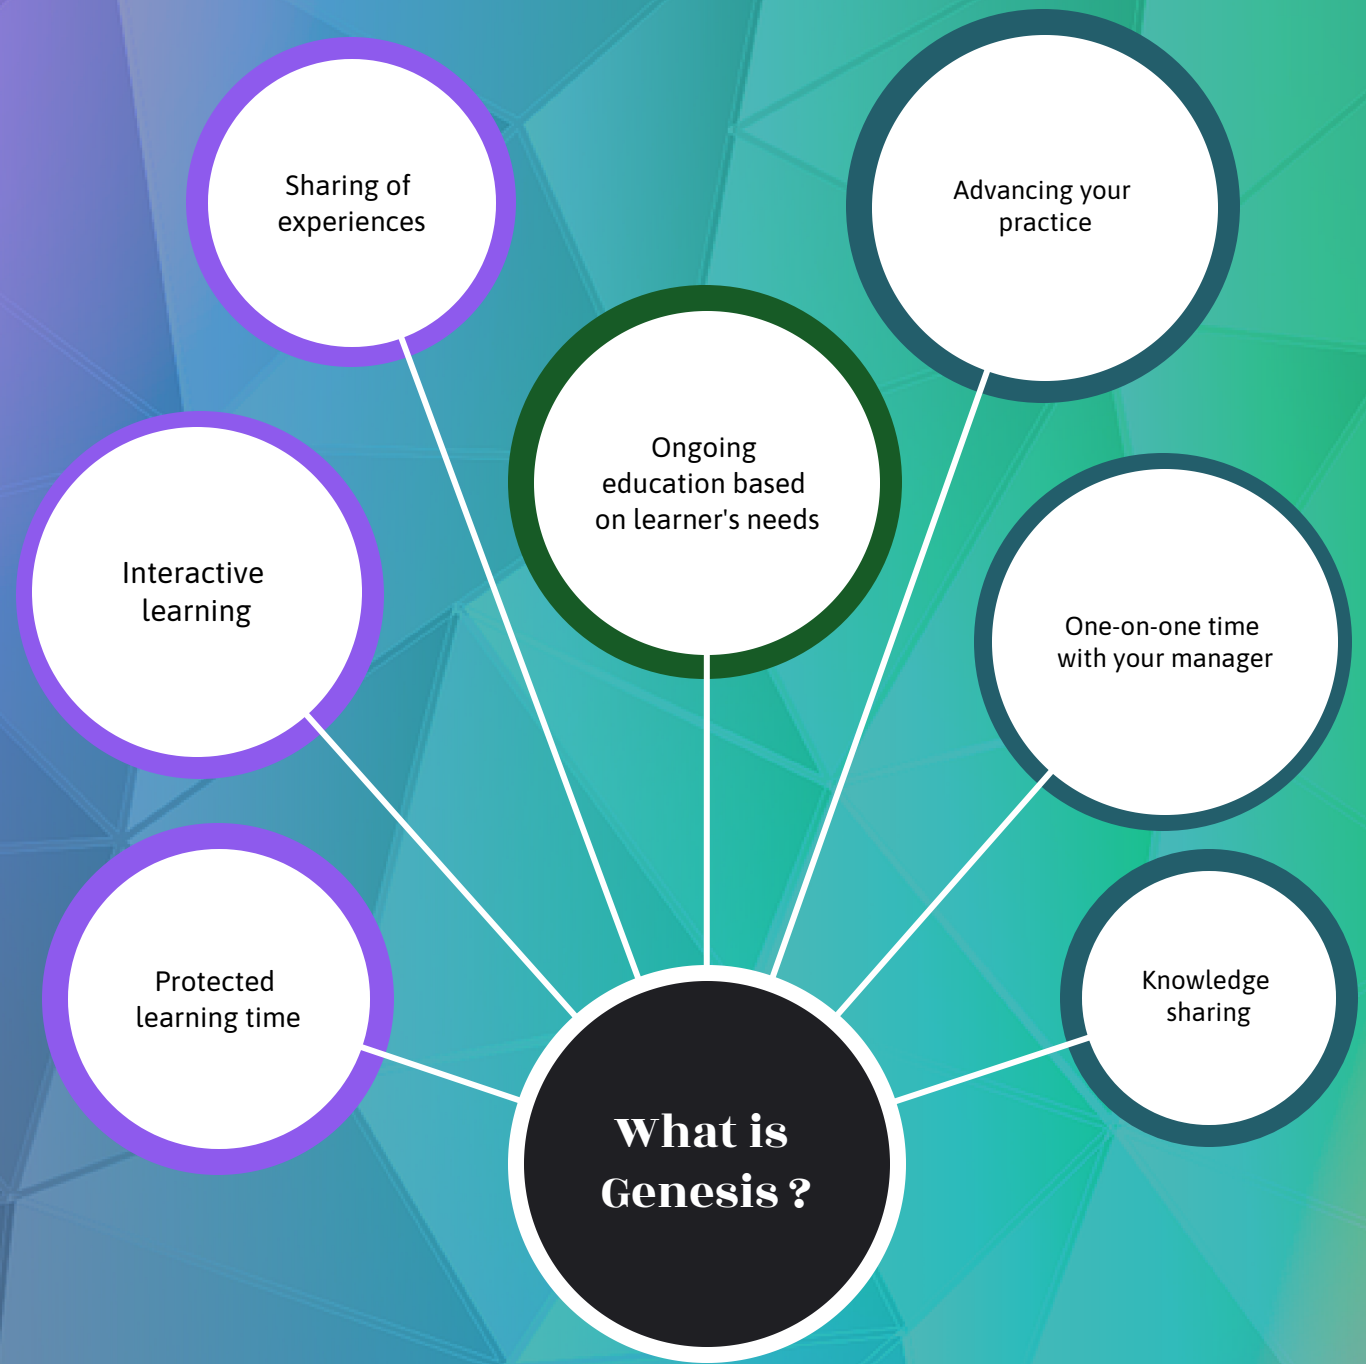 Sharing of
experiences
Advancing your
practice
Ongoing
education based
on learner's needs
Interactive
learning
One-on-one time
with your manager
Protected
learning time
Knowledge
sharing
What is
Genesis ?